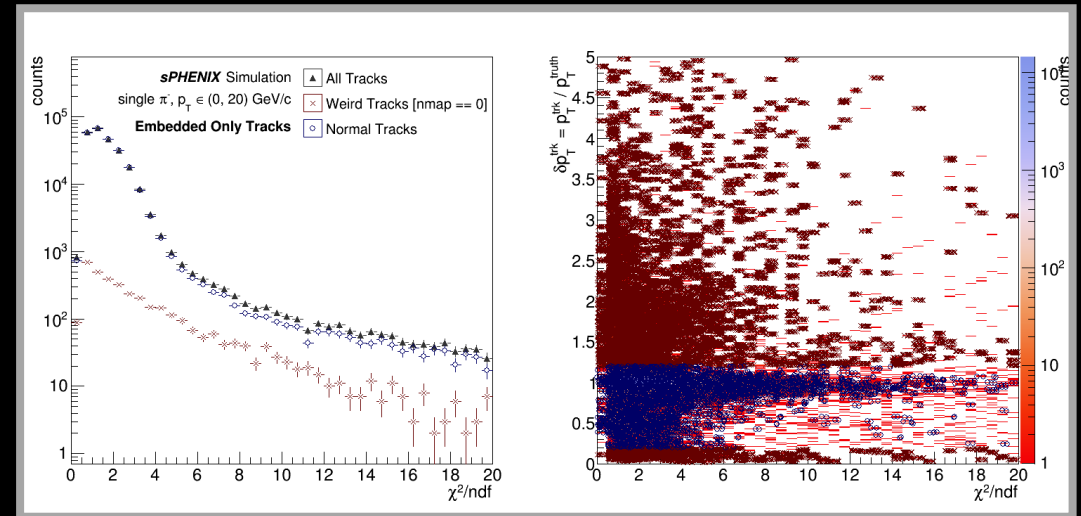 counts
sPHENIX Simulation
single π⁻, p_T ∈ (0, 20) GeV/c
Embedded Only Tracks
All Tracks
Weird Tracks [nmap == 0]
Normal Tracks
10⁵
10⁴
10³
10²
10
1
0 2 4 6 8 10 12 14 16 18 20
χ²/ndf
δp_T^trk = p_T^trk / p_T^truth
5
4.5
4
3.5
3
2.5
2
1.5
1
0.5
0
0 2 4 6 8 10 12 14 16 18 20
χ²/ndf
counts
10³
10²
10
1